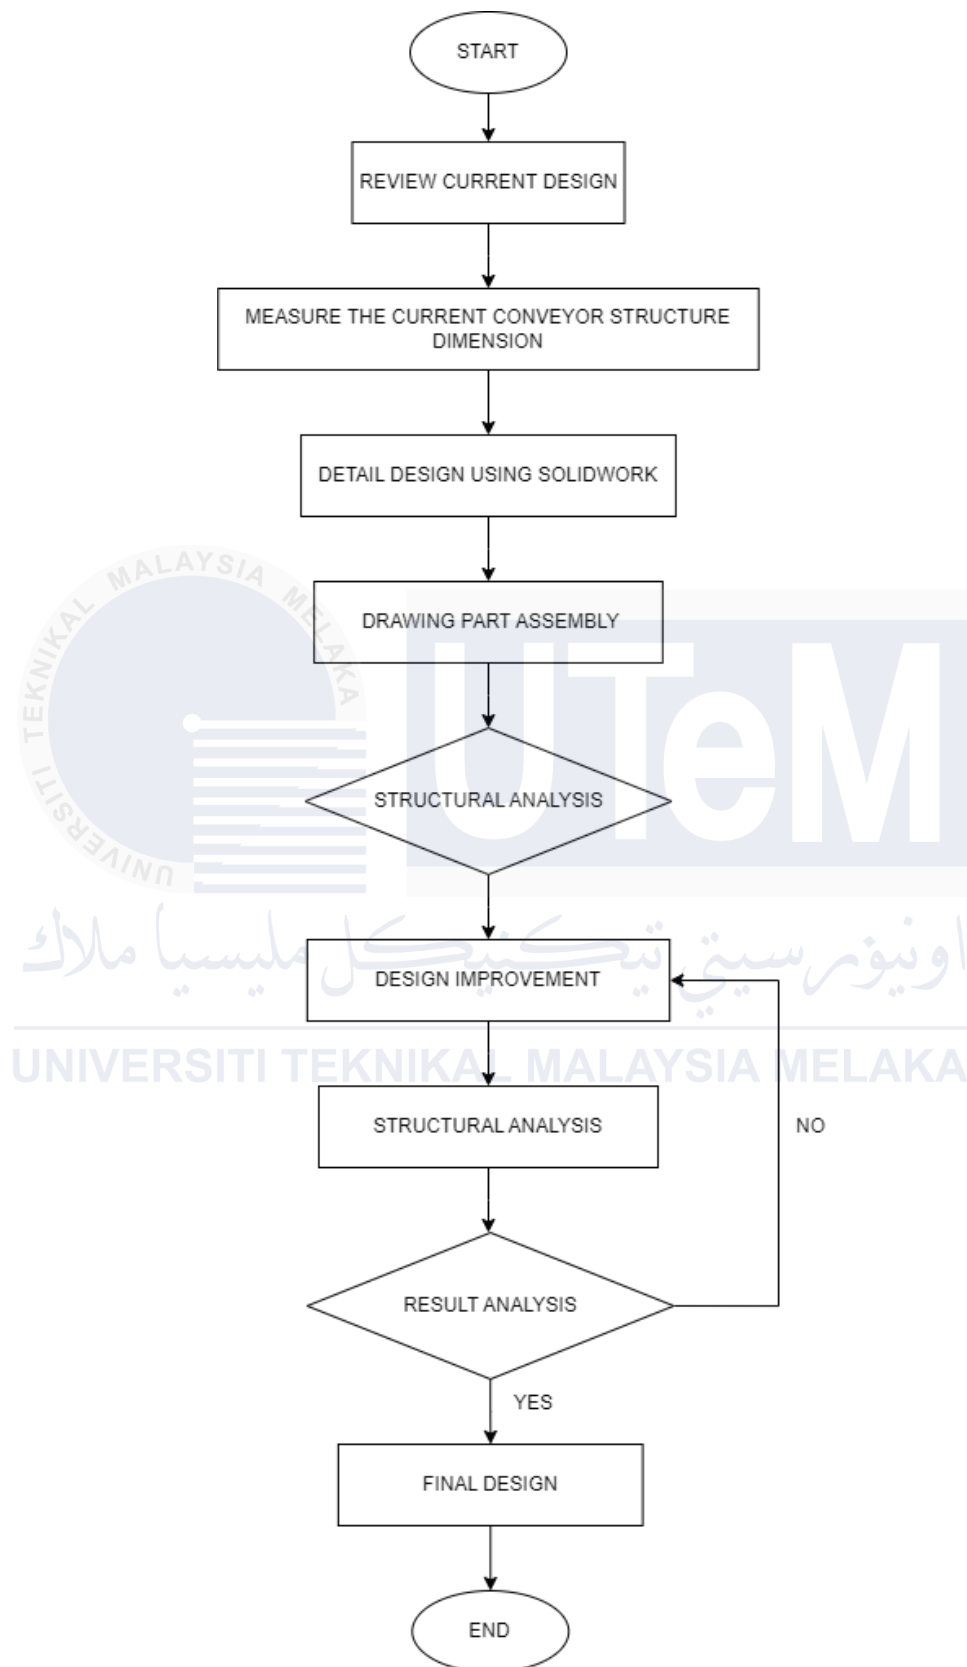 START
REVIEW CURRENT DESIGN
MEASURE THE CURRENT CONVEYOR STRUCTURE
DIMENSION
DETAIL DESIGN USING SOLIDWORK
DRAWING PART ASSEMBLY
UNIVERSITI TEKNIKAL MALAYSIA MELAKA
UTeM
STRUCTURAL ANALYSIS
اونيۏرسيتي تيكنيكل مليسيا ملاك
DESIGN IMPROVEMENT
UNIVERSITI TEKNIKAL MALAYSIA MELAKA
STRUCTURAL ANALYSIS
NO
RESULT ANALYSIS
YES
FINAL DESIGN
END